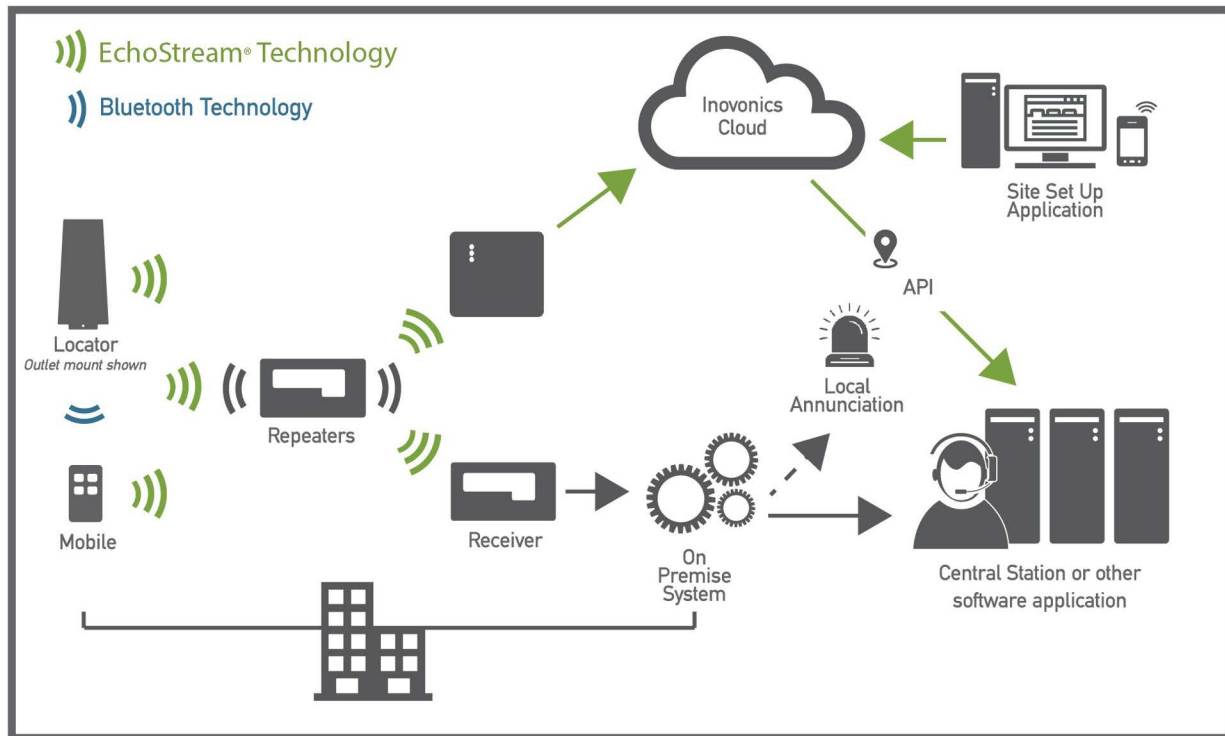 EchoStream® Technology
Bluetooth Technology
Inovonics
Cloud
Site Set Up
Application
API
Locator
Outlet mount shown
Local
Annunciation
Repeaters
Mobile
Receiver
On
Premise
System
Central Station or other
software application